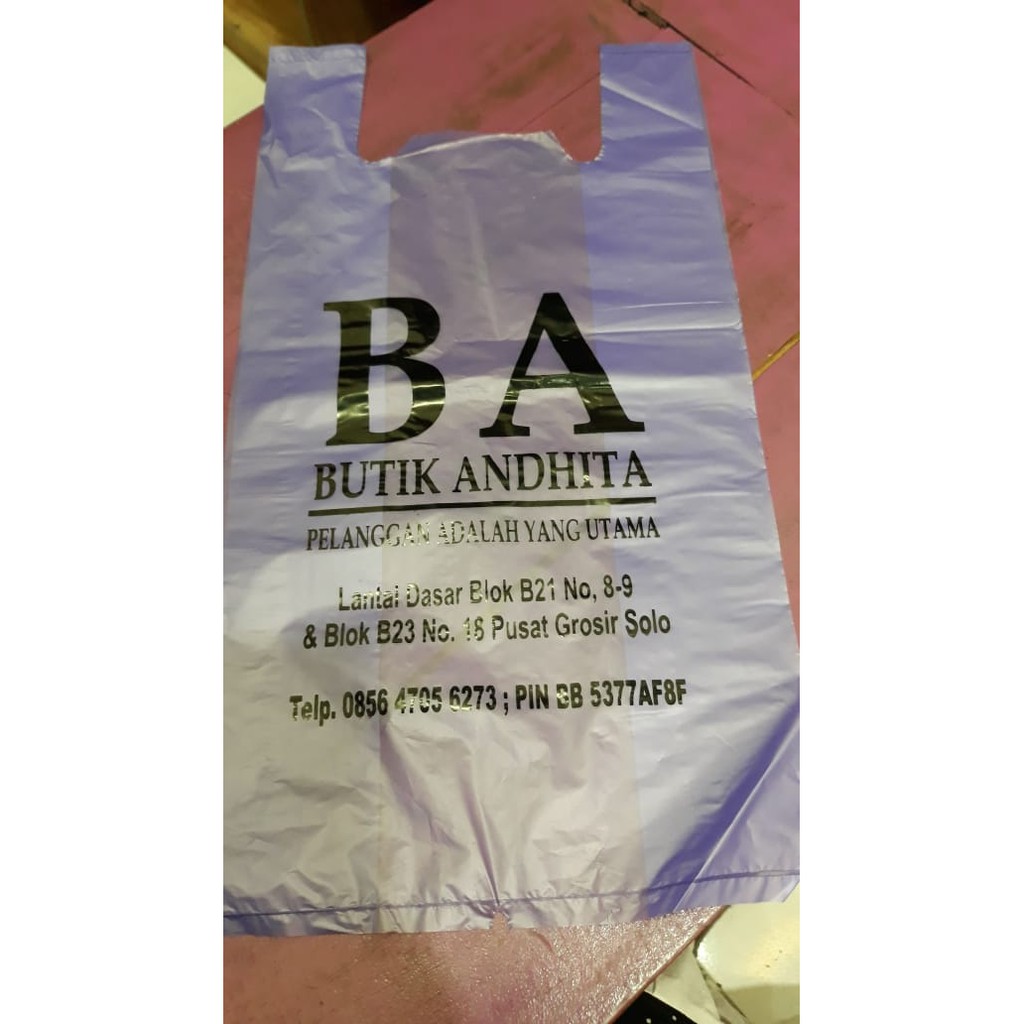 BA
BUTIK ANDHITA
PELANGGAN ADALAH YANG UTAMA
Lantai Dasar Blok B21 No, 8-9
& Blok B23 No. 18 Pusat Grosir Solo
Telp. 0856 4705 6273 ; PIN BB 5377AF8F